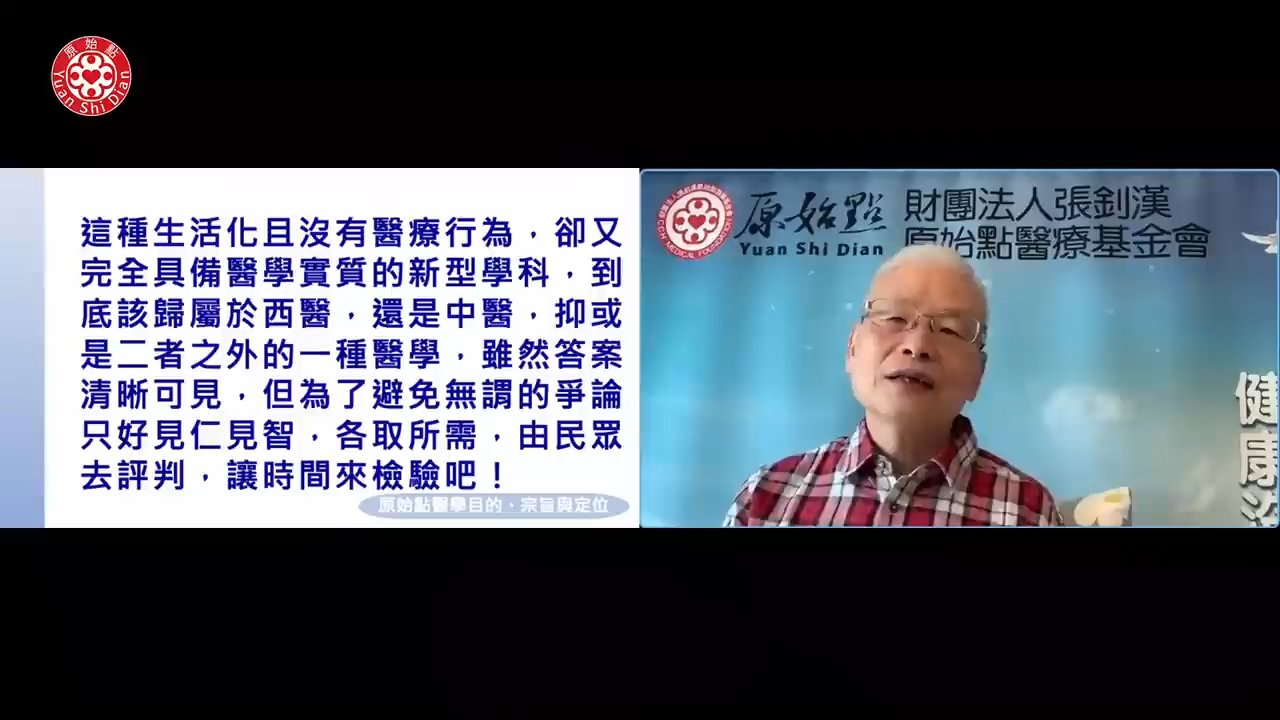 原始點
Yuan Shi Dian
這種生活化且沒有醫療行為，卻又
完全具備醫學實質的新型學科，到
底該歸屬於西醫，還是中醫，抑或
是二者之外的一種醫學，雖然答案
清晰可見，但為了避免無謂的爭論
只好見仁見智，各取所需，由民眾
去評判，讓時間來檢驗吧！
原始點醫學目的、宗旨與定位
原始點
Yuan Shi Dian
財團法人張釗漢
原始點醫療基金會
健康